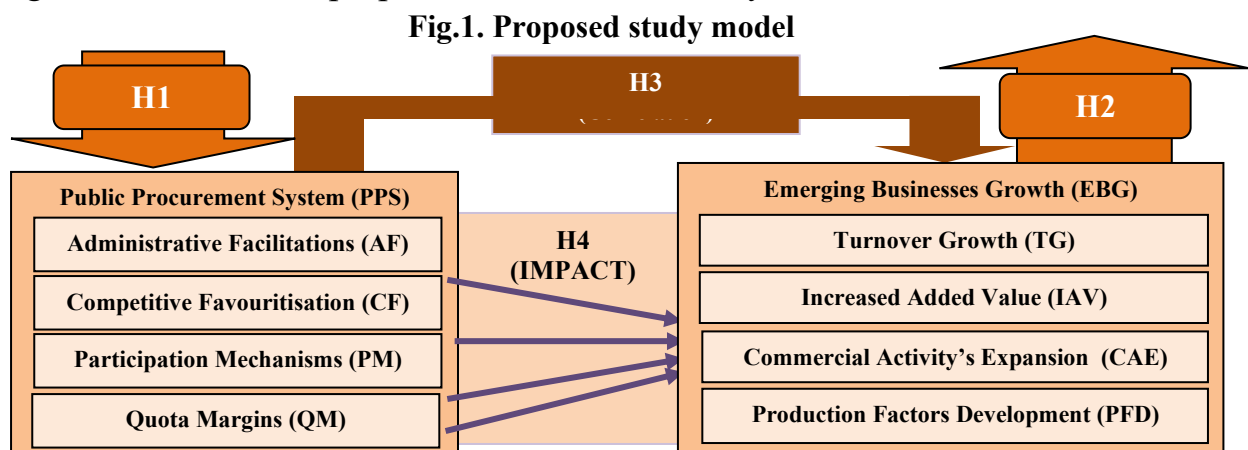 Fig.1. Proposed study model
H1
H3
H2
Public Procurement System (PPS)
Administrative Facilitations (AF)
Competitive Favouritisation (CF)
Participation Mechanisms (PM)
Quota Margins (QM)
H4
(IMPACT)
Emerging Businesses Growth (EBG)
Turnover Growth (TG)
Increased Added Value (IAV)
Commercial Activity’s Expansion (CAE)
Production Factors Development (PFD)